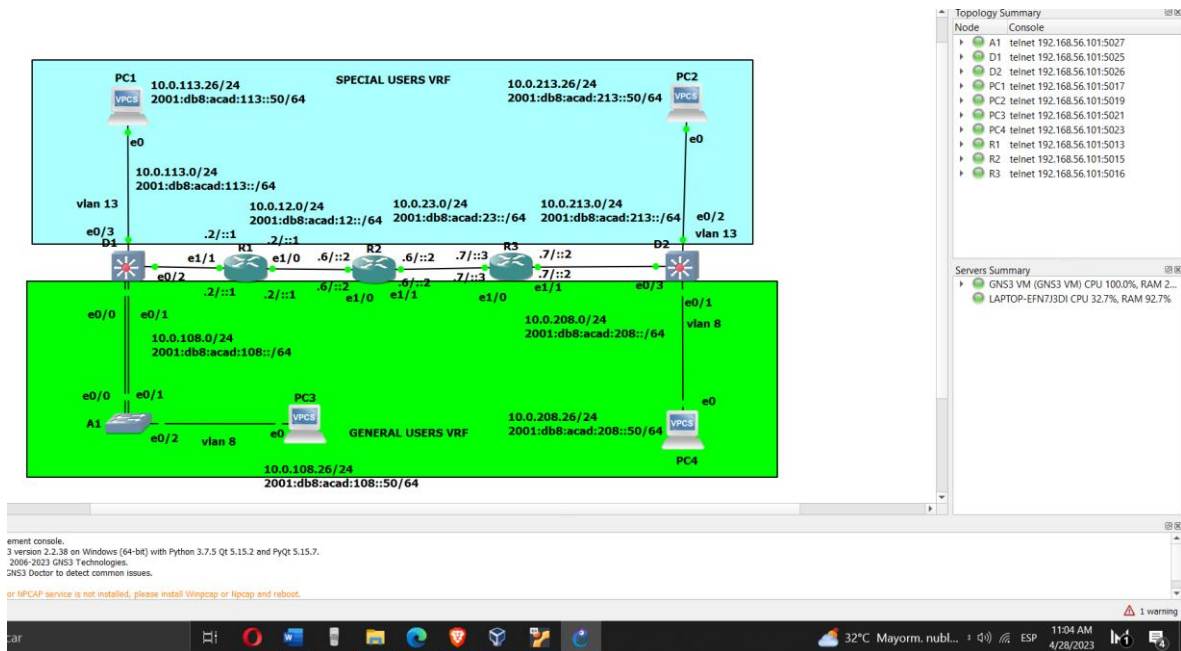 Topology Summary
Node Console
A1 telnet 192.168.56.101:5027
D1 telnet 192.168.56.101:5025
D2 telnet 192.168.56.101:5026
PC1 telnet 192.168.56.101:5017
PC2 telnet 192.168.56.101:5019
PC3 telnet 192.168.56.101:5021
PC4 telnet 192.168.56.101:5023
R1 telnet 192.168.56.101:5013
R2 telnet 192.168.56.101:5015
R3 telnet 192.168.56.101:5016
PC1
VPCS
10.0.113.26/24
2001:db8:acad:113::50/64
SPECIAL USERS VRF
10.0.213.26/24
2001:db8:acad:213::50/64
PC2
VPCS
e0
e0
10.0.113.0/24
2001:db8:acad:113::/64
vlan 13
10.0.12.0/24
2001:db8:acad:12::/64
10.0.23.0/24
2001:db8:acad:23::/64
10.0.213.0/24
2001:db8:acad:213::/64
e0/3
D1
e0/2
vlan 13
D2
.2/::1
R1
.2/::1
R2
R3
e1/1
e1/0
.6/::2
.6/::2
.7/::3
.7/::2
e0/2
.2/::1
.2/::1
.6/::2
e1/0
.6/::2
e1/1
.7/::3
e1/0
.7/::2
e1/1
e0/3
e0/0
e0/1
e0/1
vlan 8
10.0.108.0/24
2001:db8:acad:108::/64
10.0.208.0/24
2001:db8:acad:208::/64
e0/0
e0/1
A1
e0/2
vlan 8
e0
PC3
VPCS
GENERAL USERS VRF
10.0.108.26/24
2001:db8:acad:108::50/64
10.0.208.26/24
2001:db8:acad:208::50/64
e0
VPCS
PC4
Servers Summary
GNS3 VM (GNS3 VM) CPU 100.0%, RAM 2...
LAPTOP-EFN7J3DI CPU 32.7%, RAM 92.7%
ement console.
3 version 2.2.38 on Windows (64-bit) with Python 3.7.5 Qt 5.15.2 and PyQt 5.15.7.
2006-2023 GNS3 Technologies.
GNS3 Doctor to detect common issues.
or NPCAP service is not installed, please install Winpcap or Npcap and reboot.
1 warning
car
32°C Mayorm. nubl...
ESP
11:04 AM
4/28/2023
1
4